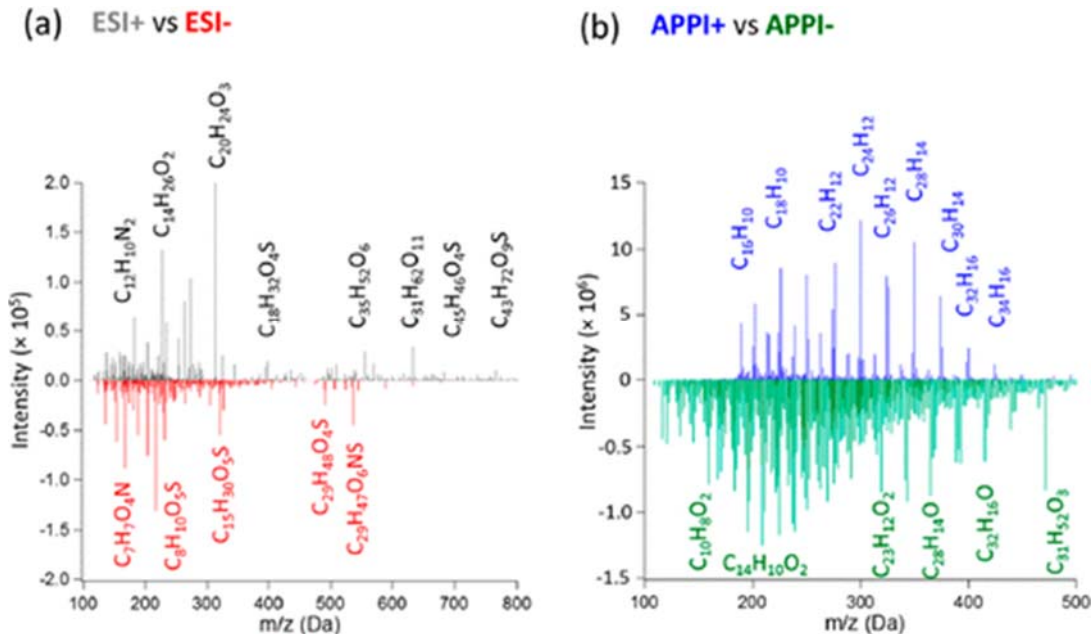 (a) ESI+ vs ESI-
C₁₂H₁₀N₂
C₁₄H₂₆O₂
C₂₀H₂₄O₃
C₁₈H₃₂O₄S
C₃₅H₅₂O₆
C₃₁H₆₂O₁₁
C₄₅H₄₆O₄S
C₄₃H₇₂O₉S
2.0
1.5
1.0
0.5
0.0
-0.5
-1.0
-1.5
-2.0
Intensity (× 10⁵)
C₇H₇O₄N
C₈H₁₀O₅S
C₁₅H₃₀O₅S
C₂₉H₄₈O₄S
C₂₉H₄₇O₆NS
100 200 300 400 500 600 700 800
m/z (Da)
(b) APPI+ vs APPI-
C₁₆H₁₀
C₁₈H₁₀
C₂₂H₁₂
C₂₄H₁₂
C₂₆H₁₂
C₂₈H₁₄
C₃₀H₁₄
C₃₂H₁₆
C₃₄H₁₆
15
10
5
0
-0.5
-1.0
-1.5
Intensity (× 10⁶)
C₁₀H₈O₂
C₁₄H₁₀O₂
C₂₃H₁₂O₂
C₂₈H₁₄O
C₃₂H₁₆O
C₃₁H₅₂O₃
100 200 300 400 500
m/z (Da)